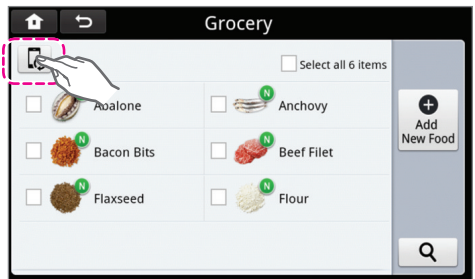 Grocery
Select all 6 items
Abalone
N
Anchovy
N
Bacon Bits
N
Beef Filet
N
Flaxseed
N
Flour
Add
New Food